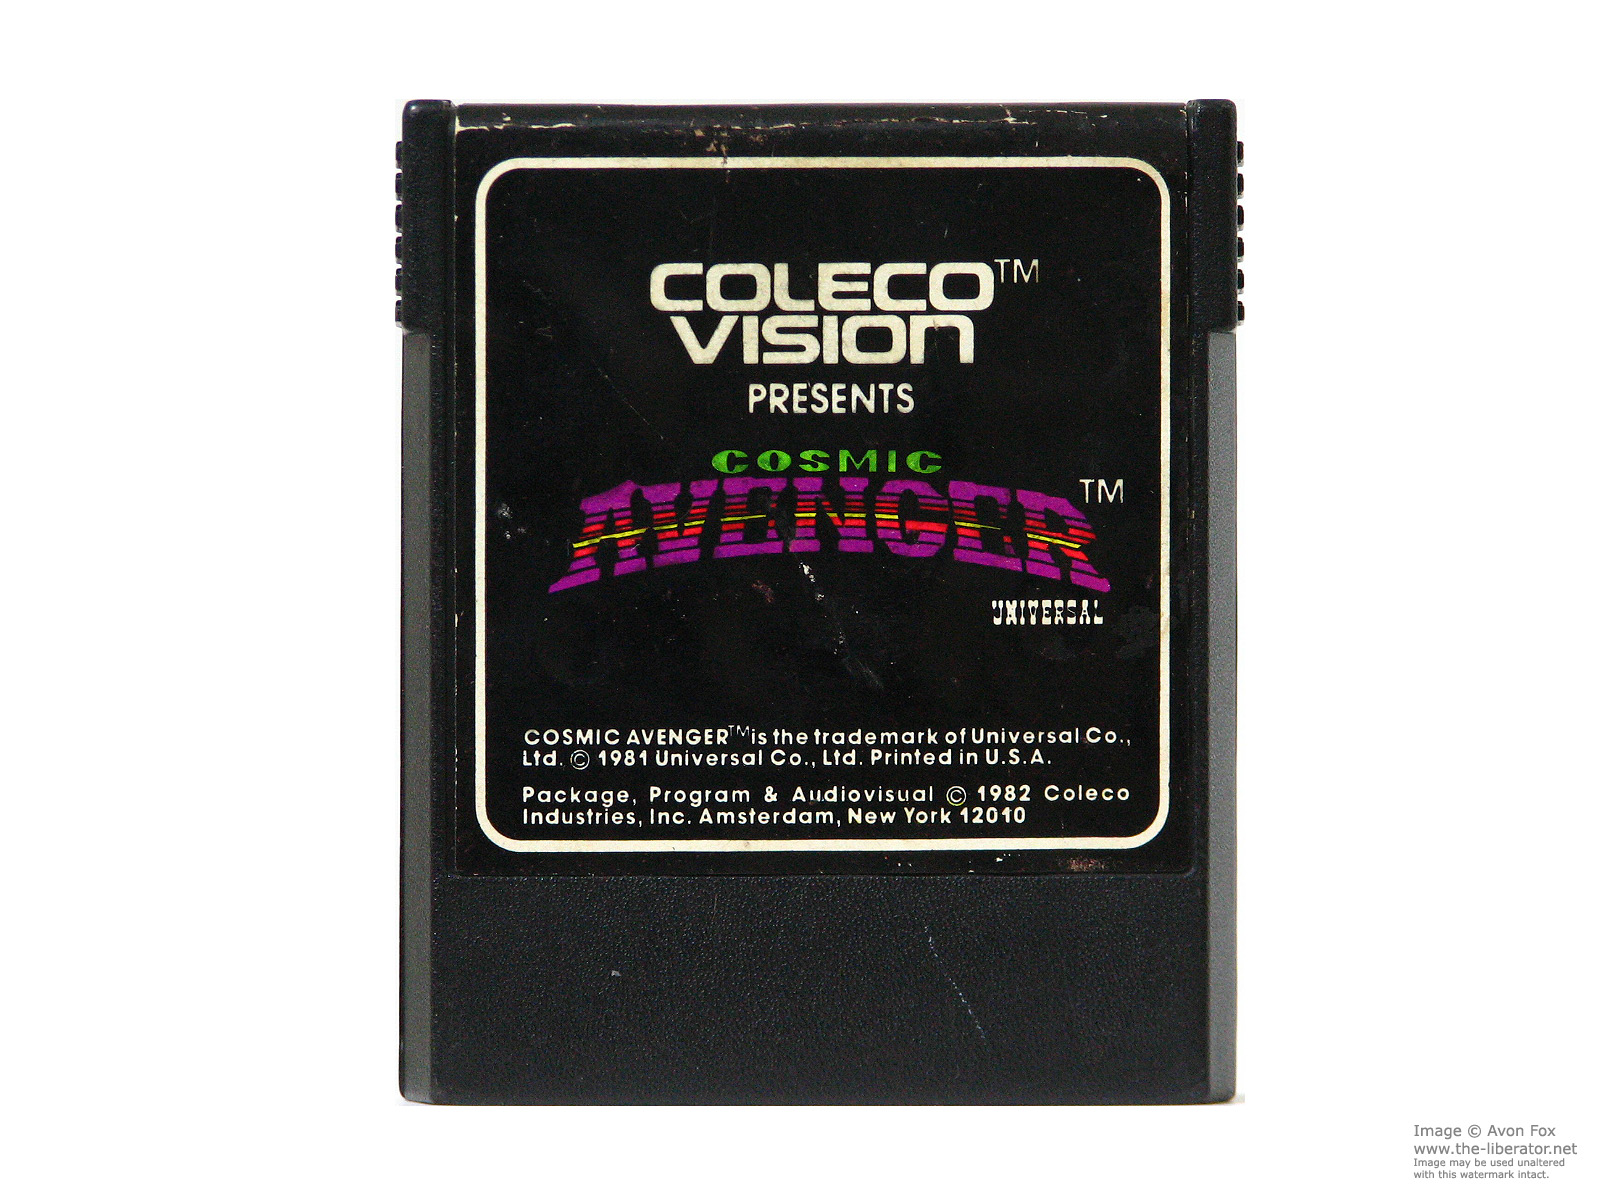 COLECO™
VISION
PRESENTS
COSMIC
AVENGER™
UNIVERSAL
COSMIC AVENGER™ is the trademark of Universal Co.,
Ltd. © 1981 Universal Co., Ltd. Printed in U.S.A.
Package, Program & Audiovisual © 1982 Coleco
Industries, Inc. Amsterdam, New York 12010
Image © Avon Fox
www.the-liberator.net
Image may be used unaltered
with this watermark intact.